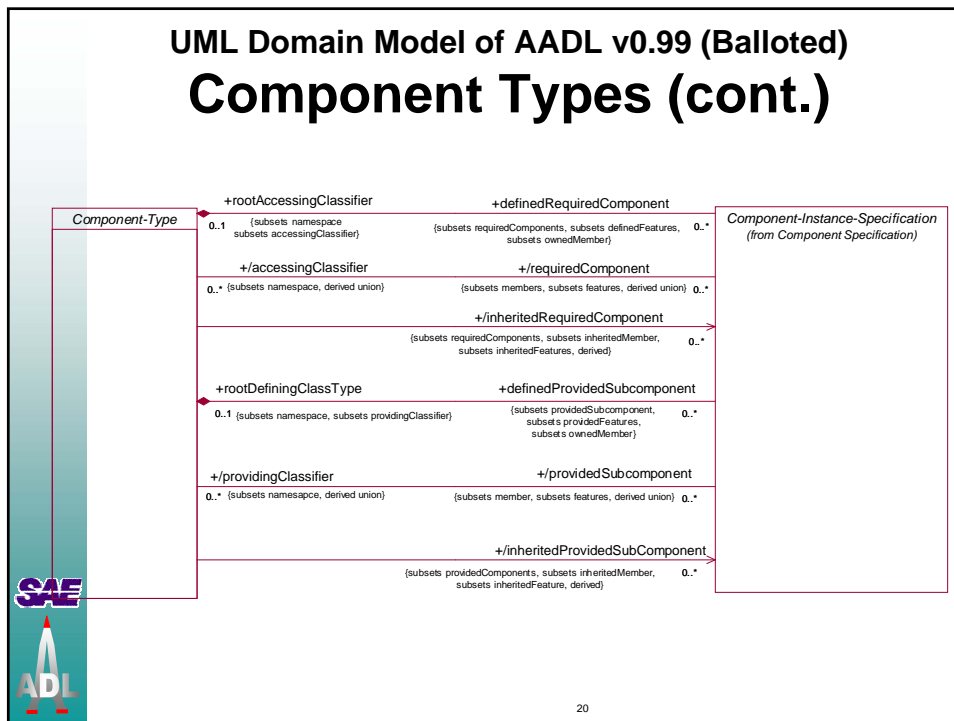 UML Domain Model of AADL v0.99 (Balloted)
Component Types (cont.)
Component-Type
Component-Instance-Specification
(from Component Specification)
+rootAccessingClassifier
+definedRequiredComponent
0..1
{subsets namespace
subsets accessingClassifier}
{subsets requiredComponents, subsets definedFeatures,
subsets ownedMember}
0..*
+/accessingClassifier
+/requiredComponent
0..*
{subsets namespace, derived union}
{subsets members, subsets features, derived union}
0..*
+/inheritedRequiredComponent
{subsets requiredComponents, subsets inheritedMember,
subsets inheritedFeatures, derived}
0..*
+rootDefiningClassType
+definedProvidedSubcomponent
0..1
{subsets namespace, subsets providingClassifier}
{subsets providedSubcomponent,
subsets providedFeatures,
subsets ownedMember}
0..*
+/providingClassifier
+/providedSubcomponent
0..*
{subsets namesapce, derived union}
{subsets member, subsets features, derived union}
0..*
+/inheritedProvidedSubComponent
{subsets providedComponents, subsets inheritedMember,
subsets inheritedFeature, derived}
0..*
SAE
ADL
20